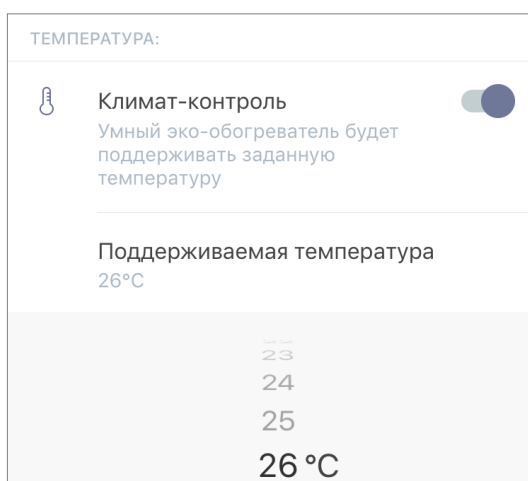 ТЕМПЕРАТУРА:
Климат-контроль
Умный эко-обогреватель будет
поддерживать заданную
температуру
Поддерживаемая температура
26°C
23
24
25
26 °C